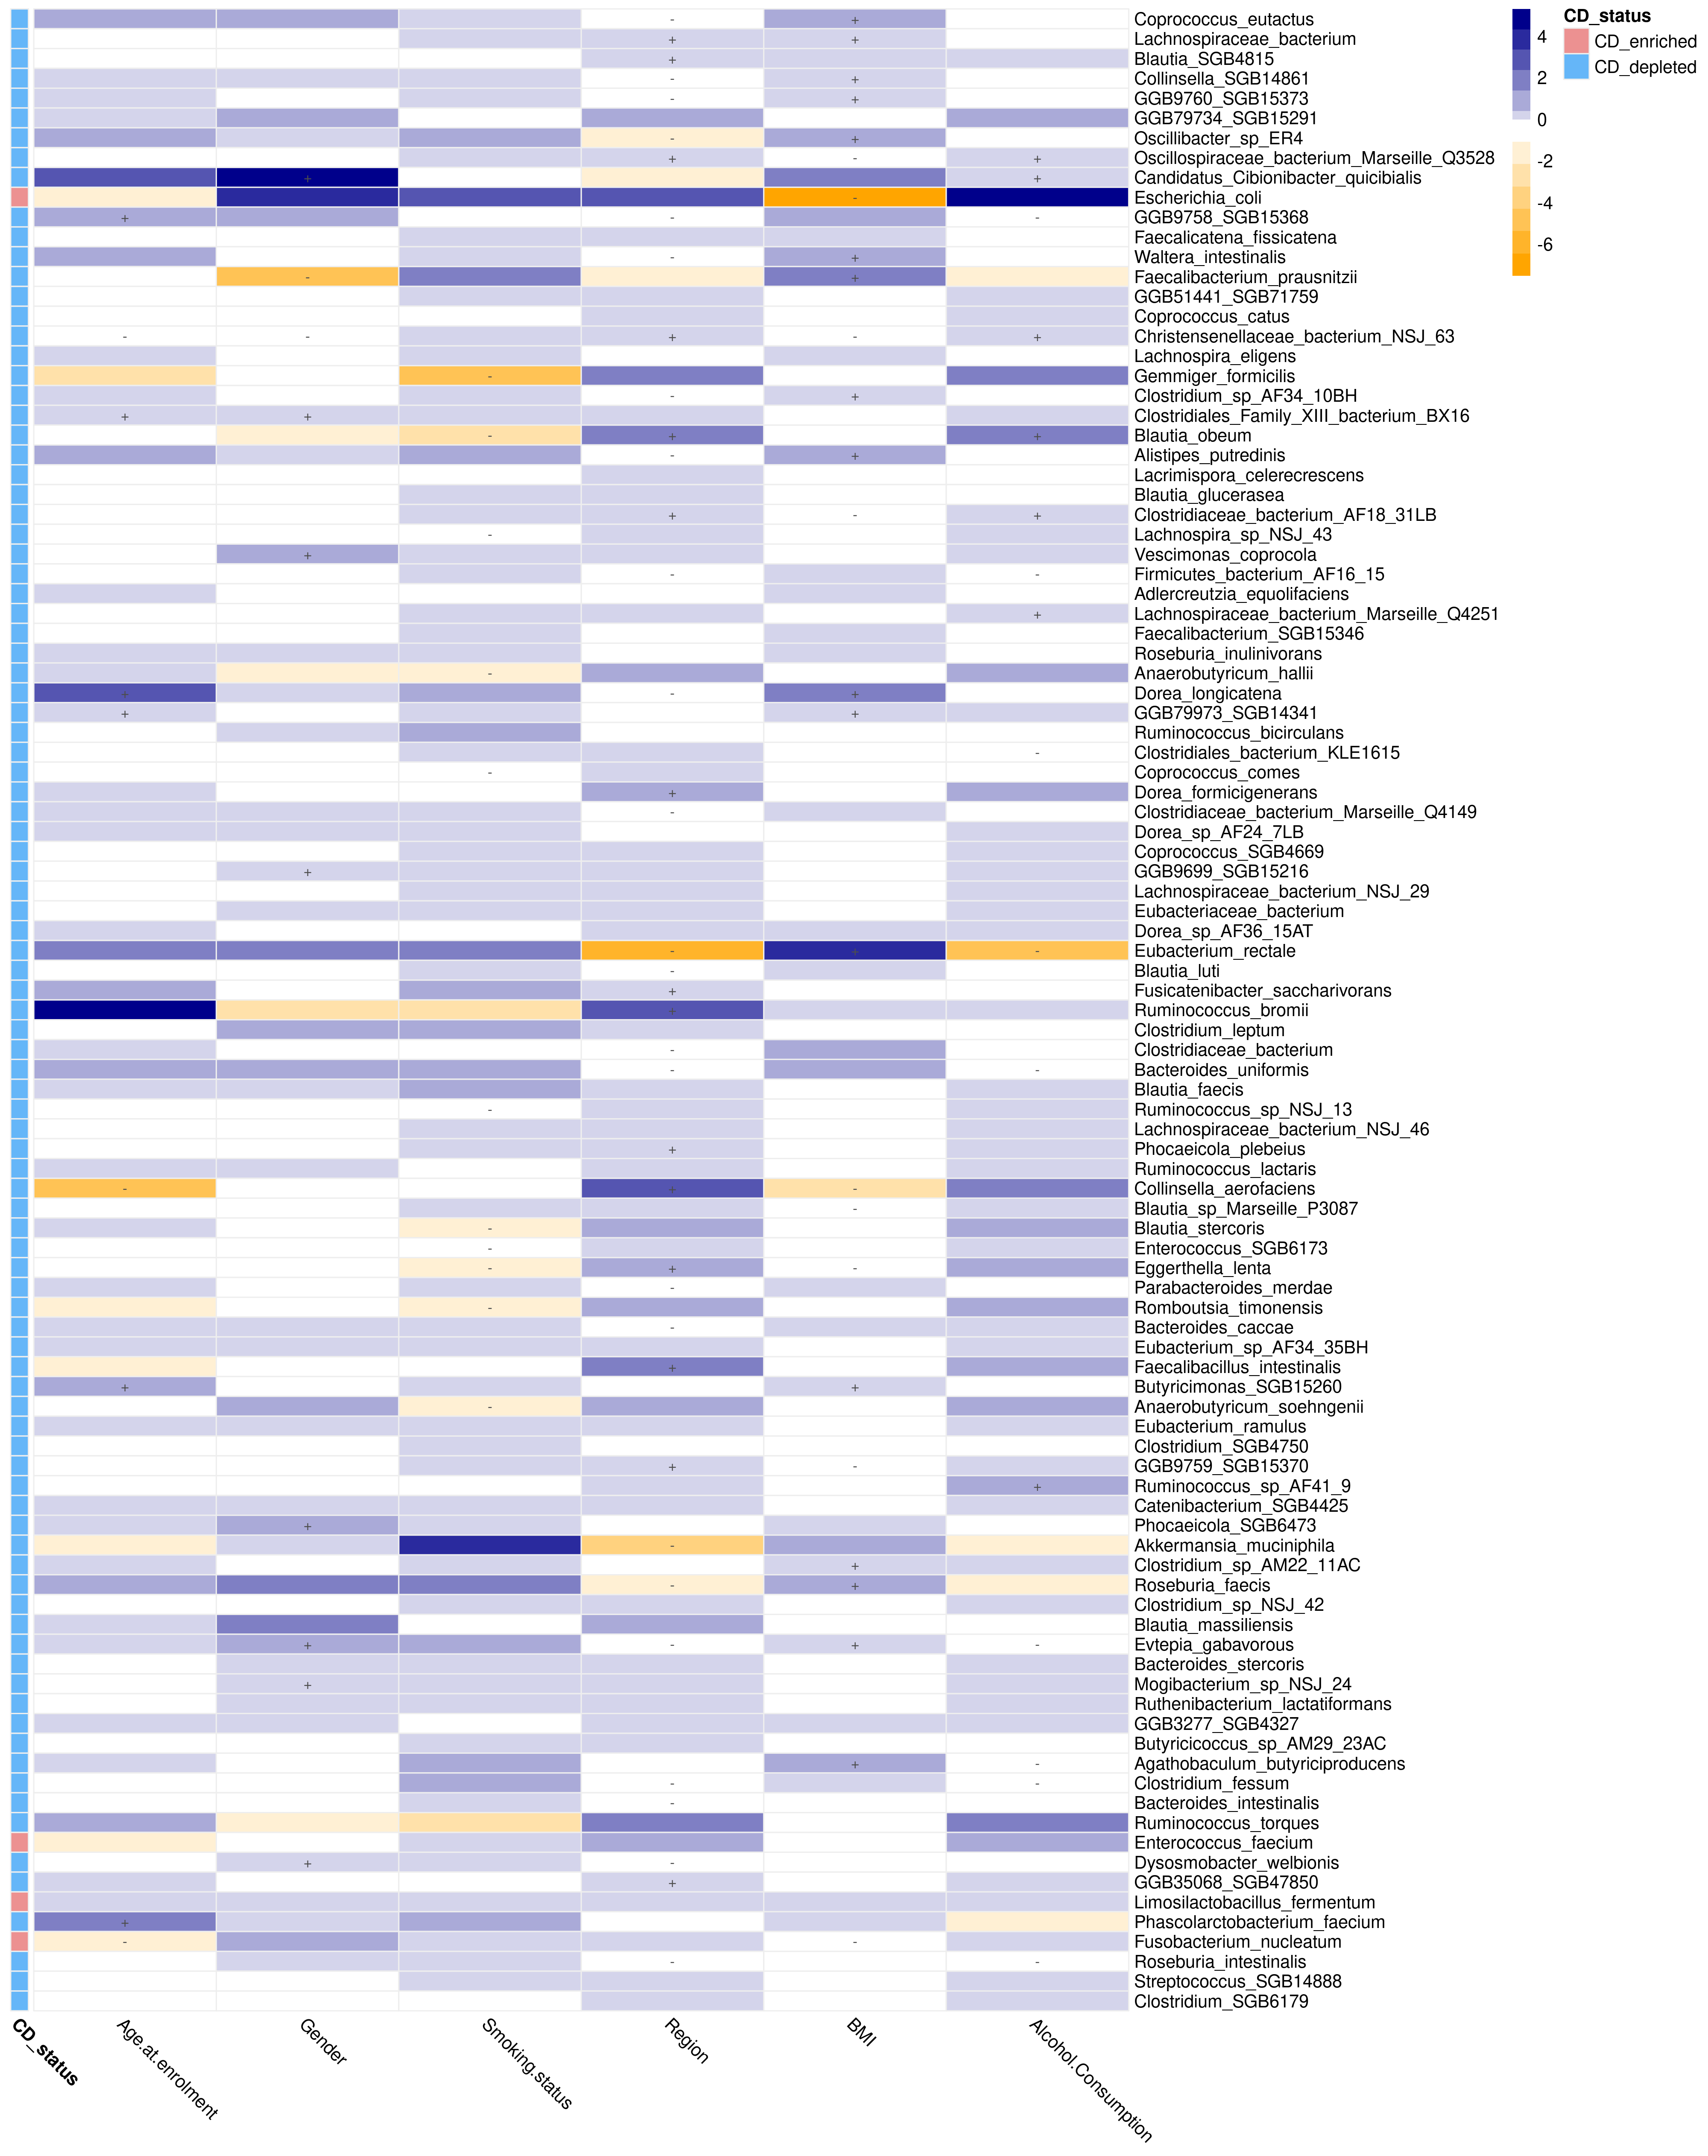 Coprococcus_eutactus
Lachnospiraceae_bacterium
Blautia_SGB4815
Collinsella_SGB14861
GGB9760_SGB15373
GGB79734_SGB15291
Oscillibacter_sp_ER4
Oscillospiraceae_bacterium_Marseille_Q3528
Candidatus_Cibionibacter_quicibialis
Escherichia_coli
GGB9758_SGB15368
Faecalicatena_fissicatena
Waltera_intestinalis
Faecalibacterium_prausnitzii
GGB51441_SGB71759
Coprococcus_catus
Christensenellaceae_bacterium_NSJ_63
Lachnospira_eligens
Gemmiger_formicilis
Clostridium_sp_AF34_10BH
Clostridiales_Family_XIII_bacterium_BX16
Blautia_obeum
Alistipes_putredinis
Lacrimispora_celerecrescens
Blautia_glucerasea
Clostridiaceae_bacterium_AF18_31LB
Lachnospira_sp_NSJ_43
Vescimonas_coprocola
Firmicutes_bacterium_AF16_15
Adlercreutzia_equolifaciens
Lachnospiraceae_bacterium_Marseille_Q4251
Faecalibacterium_SGB15346
Roseburia_inulinivorans
Anaerobutyricum_hallii
Dorea_longicatena
GGB79973_SGB14341
Ruminococcus_bicirculans
Clostridiales_bacterium_KLE1615
Coprococcus_comes
Dorea_formicigenerans
Clostridiaceae_bacterium_Marseille_Q4149
Dorea_sp_AF24_7LB
Coprococcus_SGB4669
GGB9699_SGB15216
Lachnospiraceae_bacterium_NSJ_29
Eubacteriaceae_bacterium
Dorea_sp_AF36_15AT
Eubacterium_rectale
Blautia_luti
Fusicatenibacter_saccharivorans
Ruminococcus_bromii
Clostridium_leptum
Clostridiaceae_bacterium
Bacteroides_uniformis
Blautia_faecis
Ruminococcus_sp_NSJ_13
Lachnospiraceae_bacterium_NSJ_46
Phocaeicola_plebeius
Ruminococcus_lactaris
Collinsella_aerofaciens
Blautia_sp_Marseille_P3087
Blautia_stercoris
Enterococcus_SGB6173
Eggerthella_lenta
Parabacteroides_merdae
Romboutsia_timonensis
Bacteroides_caccae
Eubacterium_sp_AF34_35BH
Faecalibacillus_intestinalis
Butyricimonas_SGB15260
Anaerobutyricum_soehngenii
Eubacterium_ramulus
Clostridium_SGB4750
GGB9759_SGB15370
Ruminococcus_sp_AF41_9
Catenibacterium_SGB4425
Phocaeicola_SGB6473
Akkermansia_muciniphila
Clostridium_sp_AM22_11AC
Roseburia_faecis
Clostridium_sp_NSJ_42
Blautia_massiliensis
Evtepia_gabavorous
Bacteroides_stercoris
Mogibacterium_sp_NSJ_24
Ruthenibacterium_lactatiformans
GGB3277_SGB4327
Butyricicoccus_sp_AM29_23AC
Agathobaculum_butyriciproducens
Clostridium_fessum
Bacteroides_intestinalis
Ruminococcus_torques
Enterococcus_faecium
Dysosmobacter_welbionis
GGB35068_SGB47850
Limosilactobacillus_fermentum
Phascolarctobacterium_faecium
Fusobacterium_nucleatum
Roseburia_intestinalis
Streptococcus_SGB14888
Clostridium_SGB6179
CD_status
Age.at.enrolment
Gender
Smoking.status
Region
BMI
Alcohol.Consumption
4
2
0
-2
-4
-6
CD_status
CD_enriched
CD_depleted